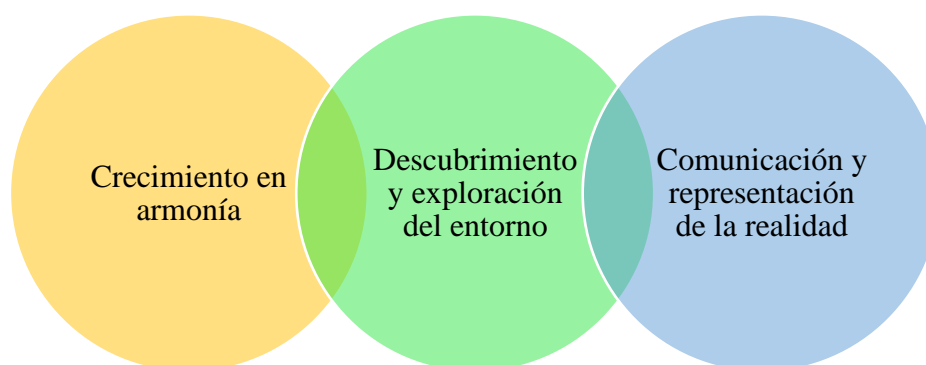 Crecimiento en
armonía
Descubrimiento
y exploración
del entorno
Comunicación y
representación
de la realidad